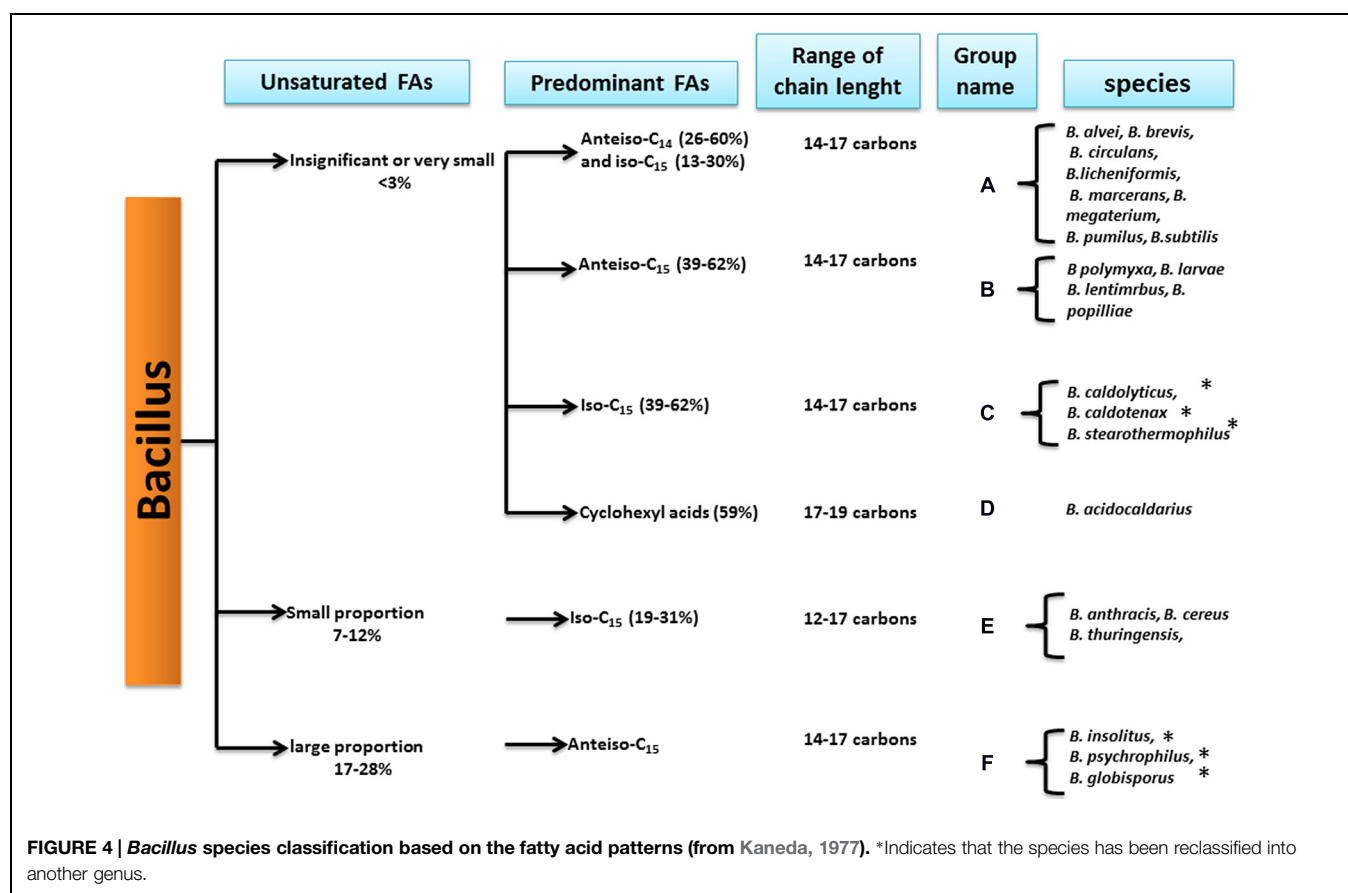 Unsaturated FAs
Predominant FAs
Range of
chain lenght
Group
name
species
Bacillus
Insignificant or very small
<3%
Anteiso-C₁₄ (26-60%)
and iso-C₁₅ (13-30%)
14-17 carbons
A
B. alvei, B. brevis,
B. circulans,
B.licheniformis,
B. marcerans, B.
megaterium,
B. pumilus, B.subtilis
Anteiso-C₁₅ (39-62%)
14-17 carbons
B
B polymyxa, B. larvae
B. lentimrbus, B.
popilliae
Iso-C₁₅ (39-62%)
14-17 carbons
C
B. caldolyticus, *
B. caldotenax *
B. stearothermophilus*
Cyclohexyl acids (59%)
17-19 carbons
D
B. acidocaldarius
Small proportion
7-12%
Iso-C₁₅ (19-31%)
12-17 carbons
E
B. anthracis, B. cereus
B. thuringensis,
large proportion
17-28%
Anteiso-C₁₅
14-17 carbons
F
B. insolitus, *
B. psychrophilus, *
B. globisporus *
FIGURE 4 | Bacillus species classification based on the fatty acid patterns (from Kaneda, 1977). *Indicates that the species has been reclassified into
another genus.